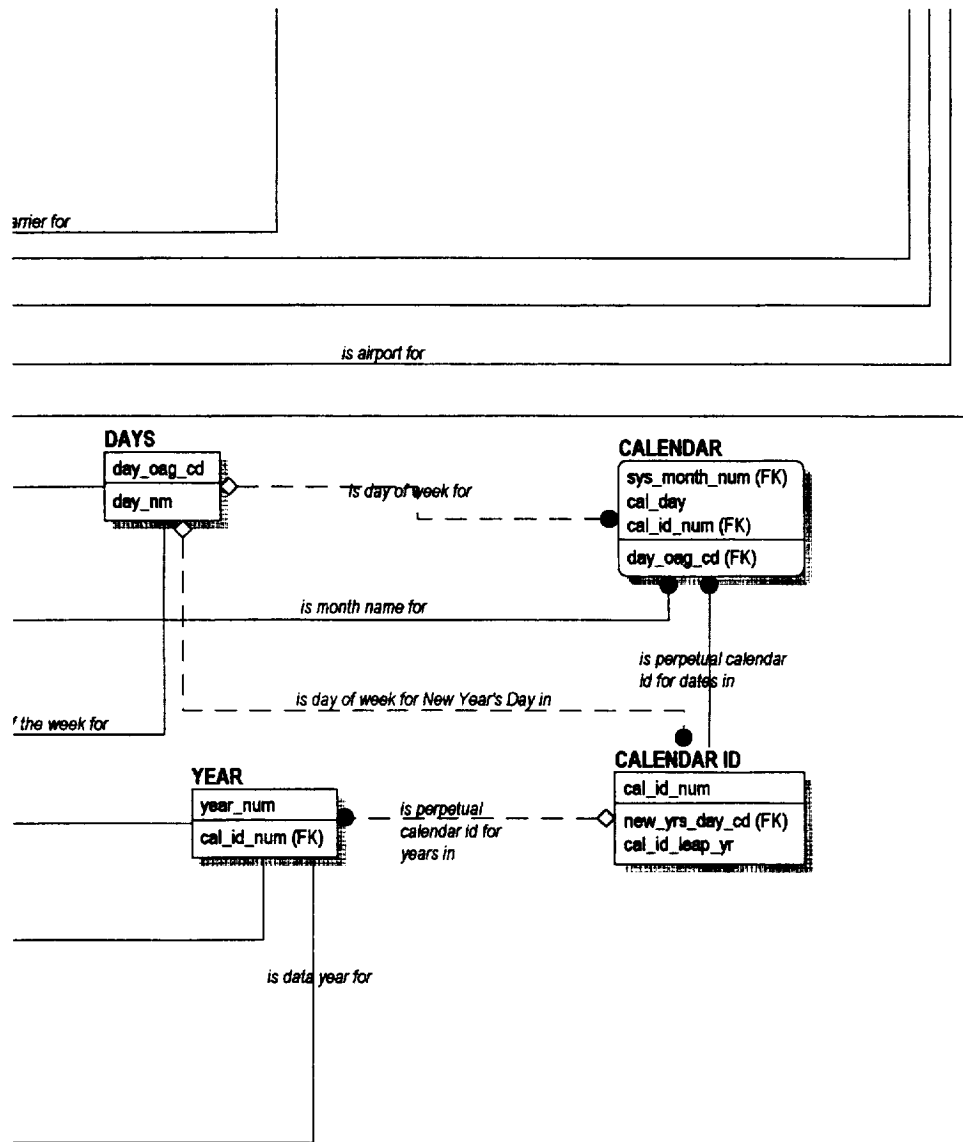 arrier for
is airport for
DAYS
day_oag_cd
day_nm
is day of week for
CALENDAR
sys_month_num (FK)
cal_day
cal_id_num (FK)
day_oag_cd (FK)
is month name for
is perpetual calendar
id for dates in
is day of week for New Year's Day in
f the week for
YEAR
year_num
cal_id_num (FK)
is perpetual
calendar id for
years in
CALENDAR ID
cal_id_num
new_yrs_day_cd (FK)
cal_id_leap_yr
is data year for